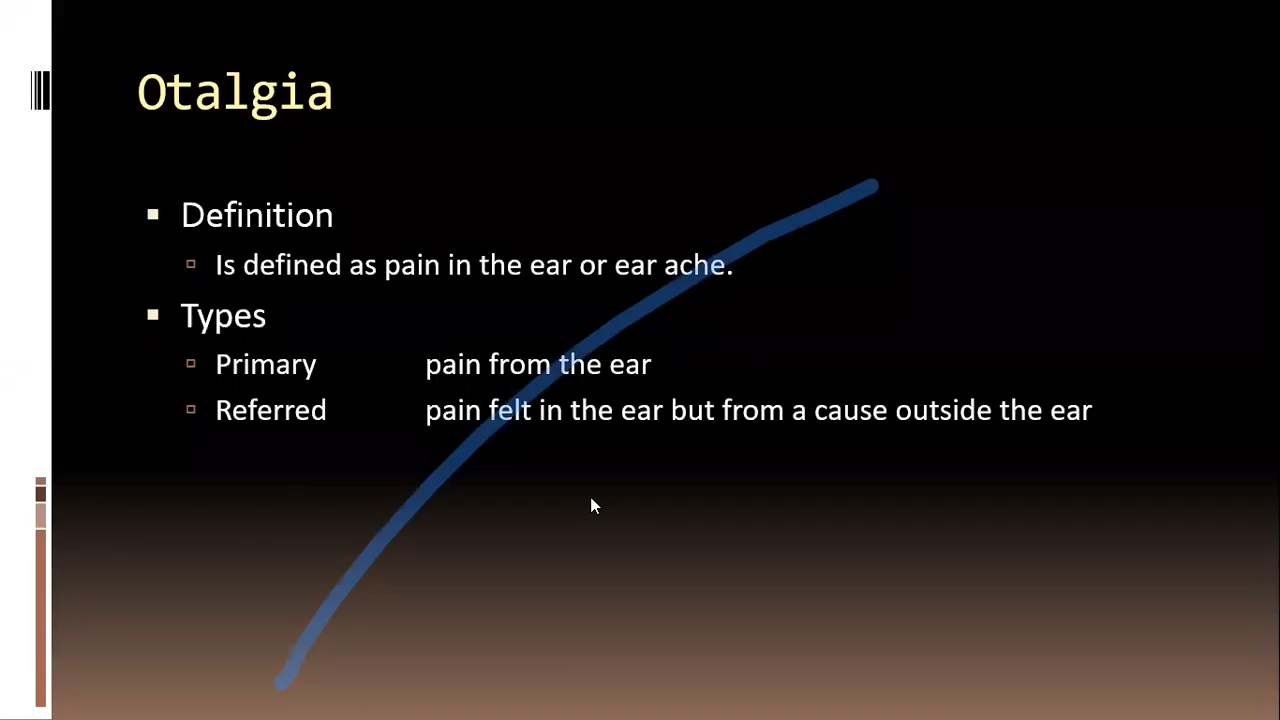 Otalgia
Definition
Is defined as pain in the ear or ear ache.
Types
Primary pain from the ear
Referred pain felt in the ear but from a cause outside the ear